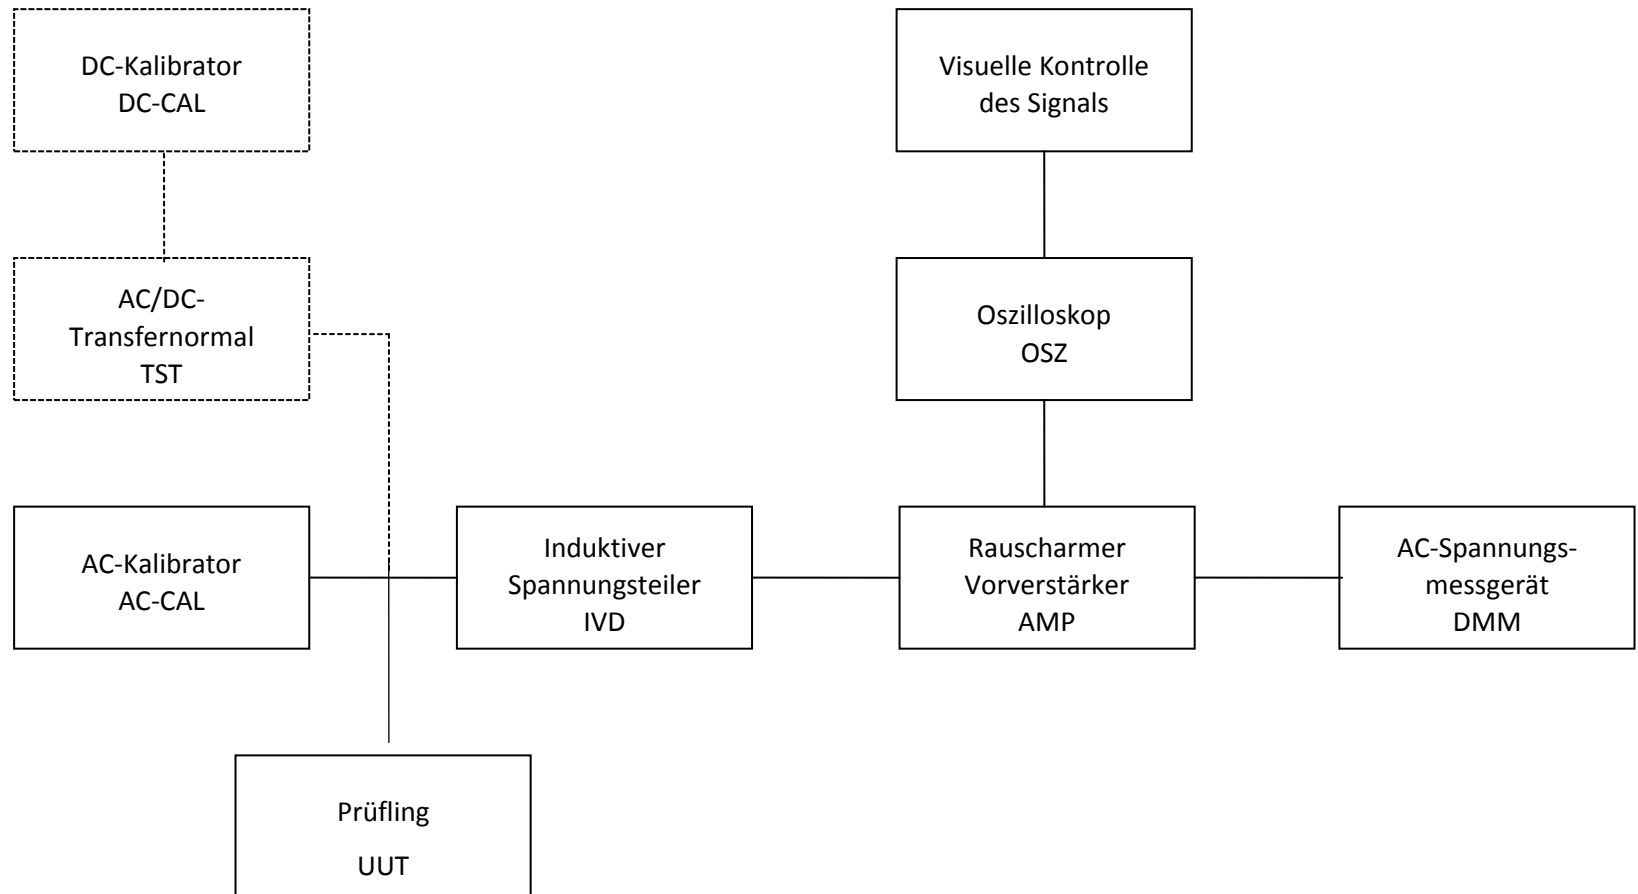 DC-Kalibrator
DC-CAL
Visuelle Kontrolle
des Signals
AC/DC-
Transfernormal
TST
Oszilloskop
OSZ
AC-Kalibrator
AC-CAL
Induktiver
Spannungsteiler
IVD
Rauscharmer
Vorverstärker
AMP
AC-Spannungs-
messgerät
DMM
Prüfling
UUT